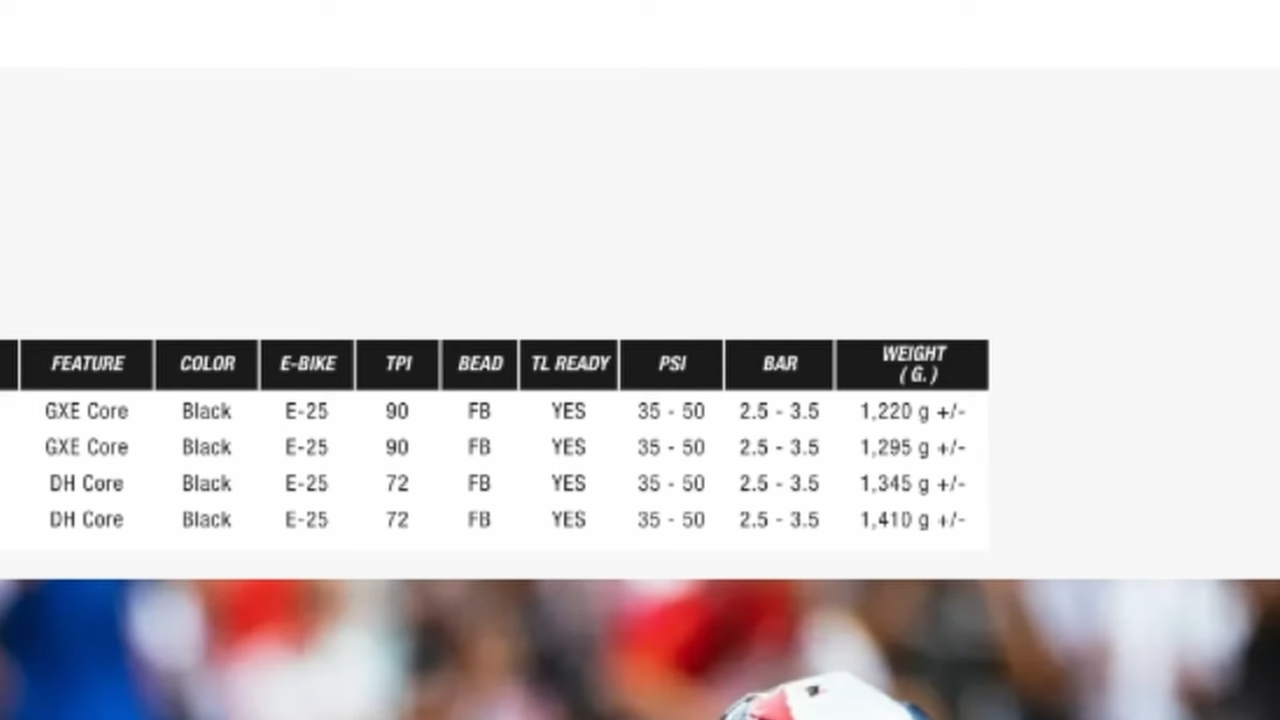 FEATURE COLOR E-BIKE TPI BEAD TL READY PSI BAR WEIGHT ( G. )
GXE Core Black E-25 90 FB YES 35 - 50 2.5 - 3.5 1,220 g +/-
GXE Core Black E-25 90 FB YES 35 - 50 2.5 - 3.5 1,295 g +/-
DH Core Black E-25 72 FB YES 35 - 50 2.5 - 3.5 1,345 g +/-
DH Core Black E-25 72 FB YES 35 - 50 2.5 - 3.5 1,410 g +/-